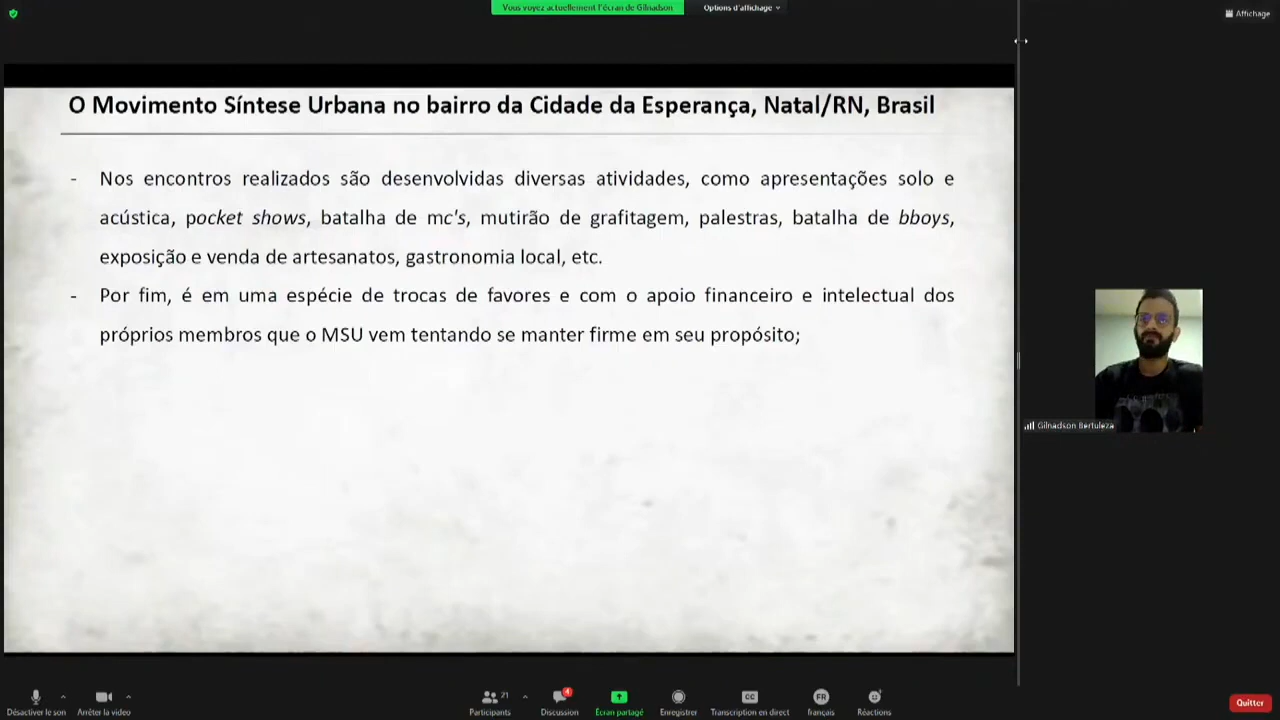 Vous voyez actuellement l'écran de Gilnadson
Options d'affichage
Affichage
O Movimento Síntese Urbana no bairro da Cidade da Esperança, Natal/RN, Brasil
- Nos encontros realizados são desenvolvidas diversas atividades, como apresentações solo e
acústica, pocket shows, batalha de mc's, mutirão de grafitagem, palestras, batalha de bboys,
exposição e venda de artesanatos, gastronomia local, etc.
- Por fim, é em uma espécie de trocas de favores e com o apoio financeiro e intelectual dos
próprios membros que o MSU vem tentando se manter firme em seu propósito;
Gilnadson Bertuleza
21
4
CC
FR
Désactiver le son
Arrêter la vidéo
Participants
Discussion
Écran partagé
Enregistrer
Transcription en direct
français
Réactions
Quitter